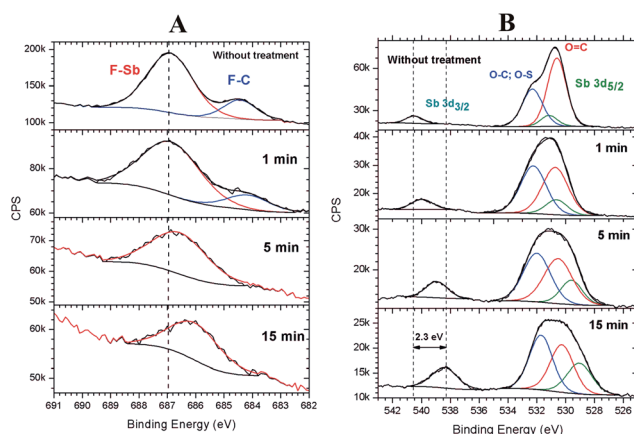 A
200k
150k
100k
Without treatment
F-Sb
F-C
80k
60k
1 min
70k
60k
50k
5 min
60k
50k
15 min
CPS
691 690 689 688 687 686 685 684 683 682
Binding Energy (eV)
B
60k
30k
Without treatment
Sb 3d3/2
O-C; O-S
O=C
Sb 3d5/2
40k
30k
20k
10k
1 min
30k
20k
5 min
25k
20k
15k
10k
15 min
2.3 eV
CPS
542 540 538 536 534 532 530 528 526
Binding Energy (eV)